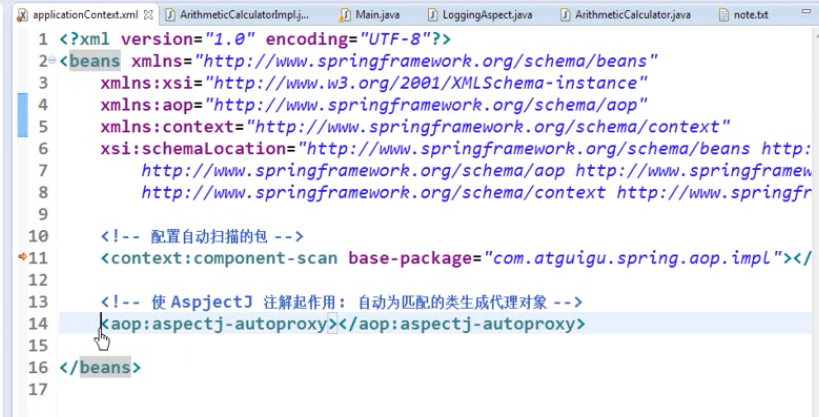 applicationContext.xml ArithmeticCalculatorImpl.j... Main.java LoggingAspect.java ArithmeticCalculator.java note.txt
1 <?xml version="1.0" encoding="UTF-8"?>
2 <beans xmlns="http://www.springframework.org/schema/beans"
3 xmlns:xsi="http://www.w3.org/2001/XMLSchema-instance"
4 xmlns:aop="http://www.springframework.org/schema/aop"
5 xmlns:context="http://www.springframework.org/schema/context"
6 xsi:schemaLocation="http://www.springframework.org/schema/beans http:
7 http://www.springframework.org/schema/aop http://www.springframew
8 http://www.springframework.org/schema/context http://www.springfr
9
10 <!-- 配置自动扫描的包 -->
11 <context:component-scan base-package="com.atguigu.spring.aop.impl"></
12
13 <!-- 使 AspjectJ 注解起作用: 自动为匹配的类生成代理对象 -->
14 <aop:aspectj-autoproxy></aop:aspectj-autoproxy>
15
16 </beans>
17